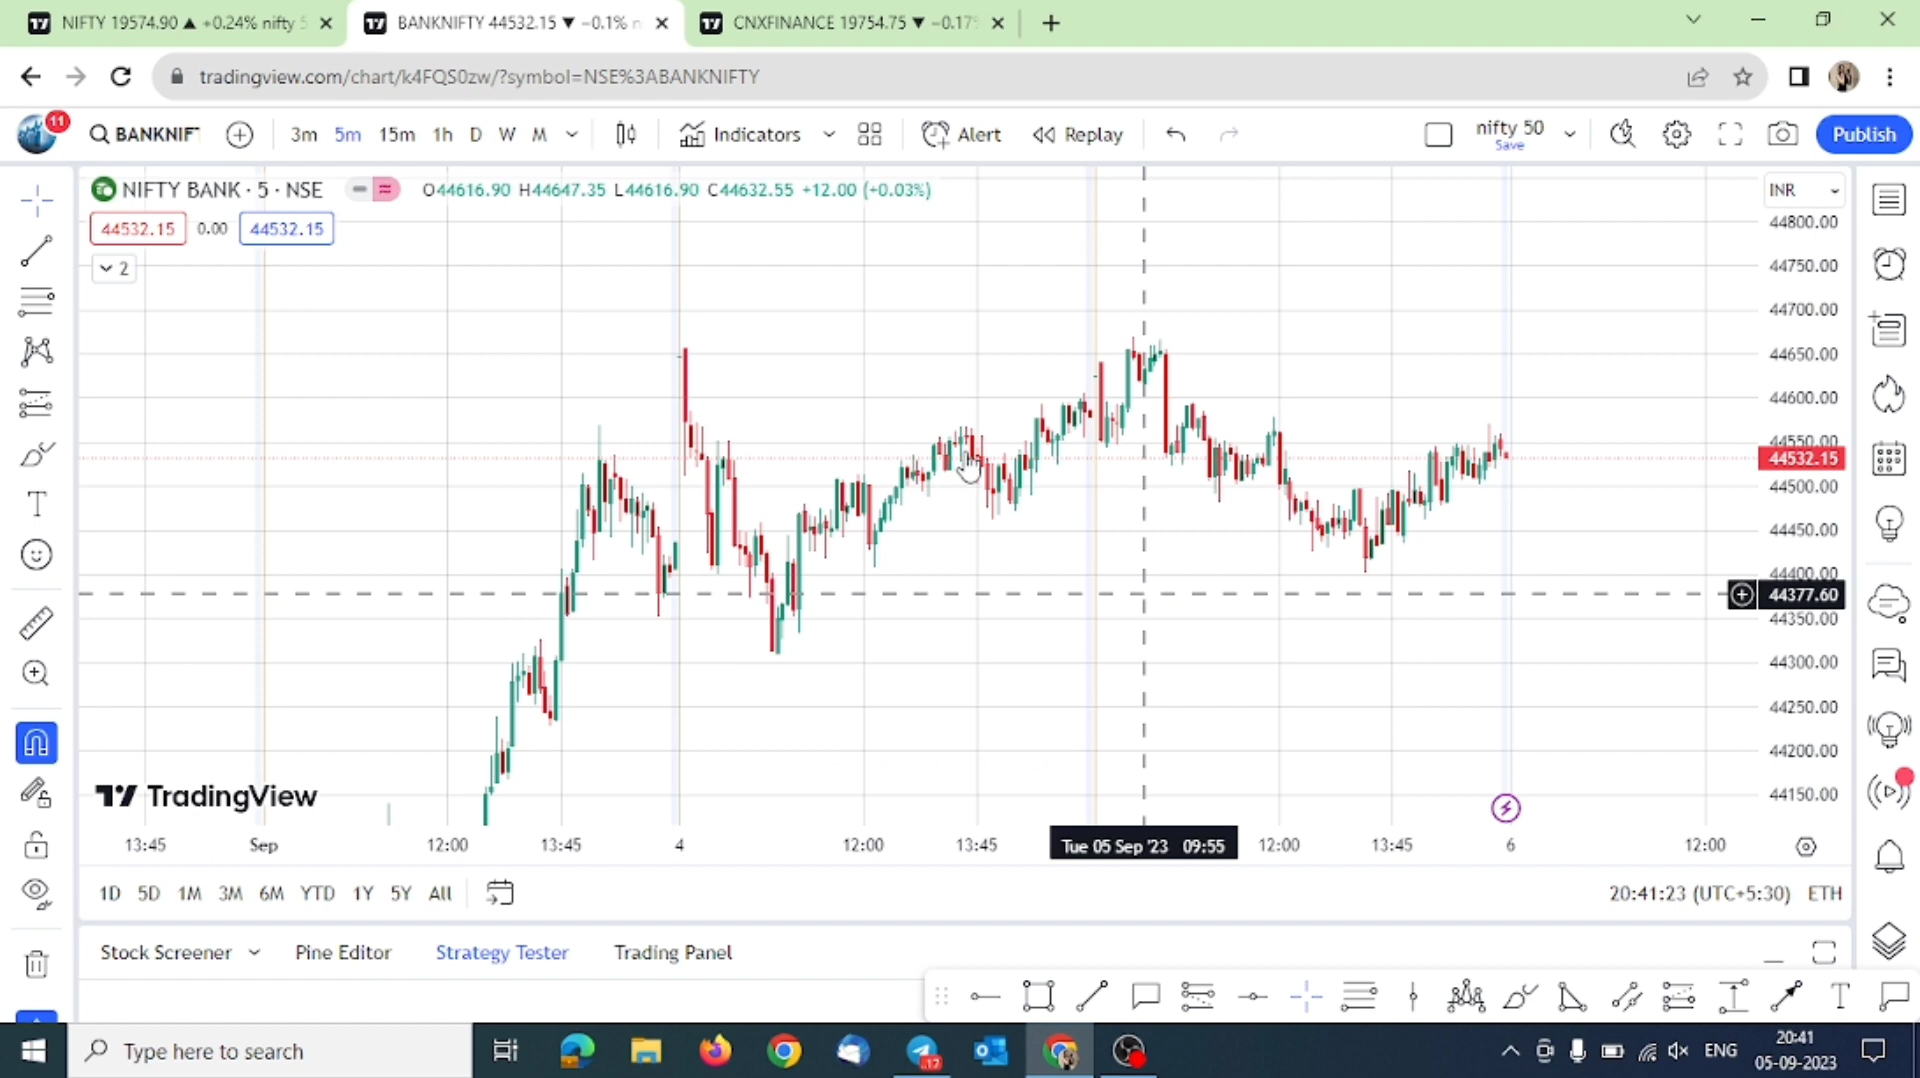 NIFTY 19574.90 ▲ +0.24% nifty 5
BANKNIFTY 44532.15 ▼ −0.1% n
CNXFINANCE 19754.75 ▼ −0.17
tradingview.com/chart/k4FQS0zw/?symbol=NSE%3ABANKNIFTY
11
BANKNIF
3m 5m 15m 1h D W M
Indicators
Alert
Replay
nifty 50
Save
Publish
NIFTY BANK · 5 · NSE
O44616.90 H44647.35 L44616.90 C44632.55 +12.00 (+0.03%)
INR
44532.15 0.00 44532.15
2
44800.00
44750.00
44700.00
44650.00
44600.00
44550.00
44532.15
44500.00
44450.00
44400.00
44377.60
44350.00
44300.00
44250.00
44200.00
44150.00
TradingView
13:45 Sep 12:00 13:45 4 12:00 13:45 Tue 05 Sep '23 09:55 12:00 13:45 6 12:00
1D 5D 1M 3M 6M YTD 1Y 5Y All
20:41:23 (UTC+5:30) ETH
Stock Screener Pine Editor Strategy Tester Trading Panel
Type here to search
17
ENG
20:41
05-09-2023